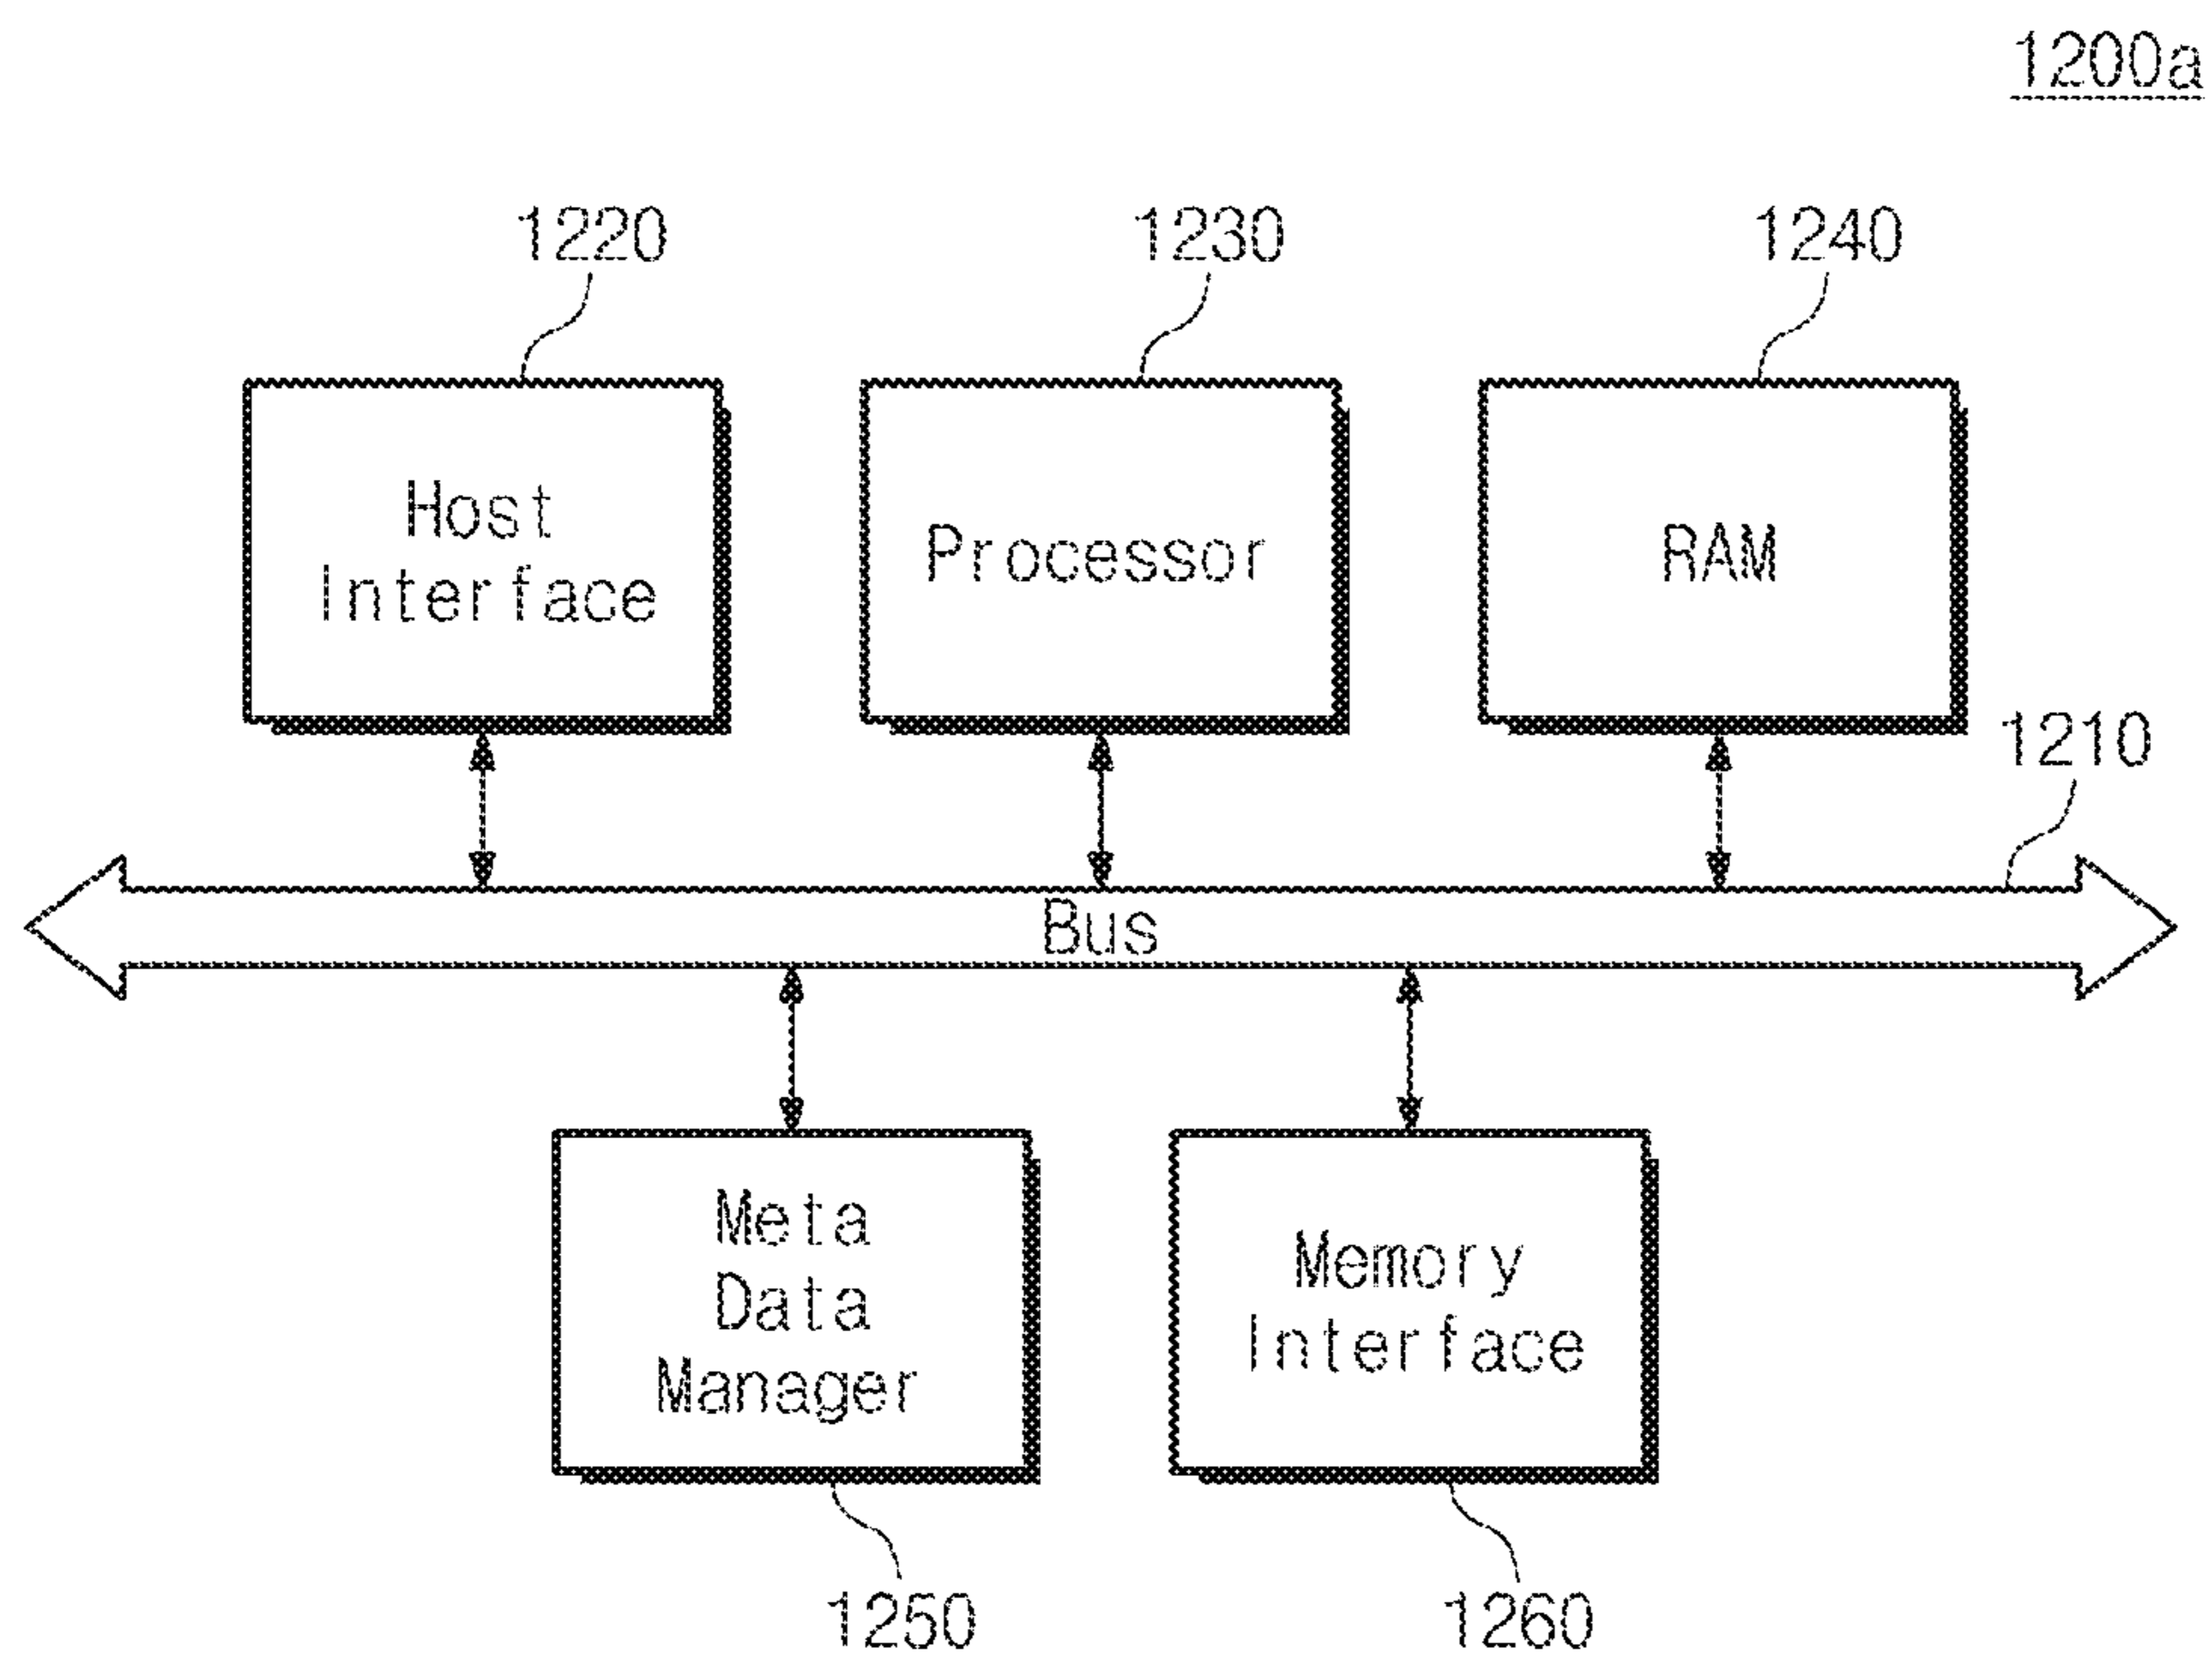 1200a
1220
1230
1240
Host
Interface
Processor
RAM
1210
Bus
Meta
Data
Manager
Memory
Interface
1250
1260